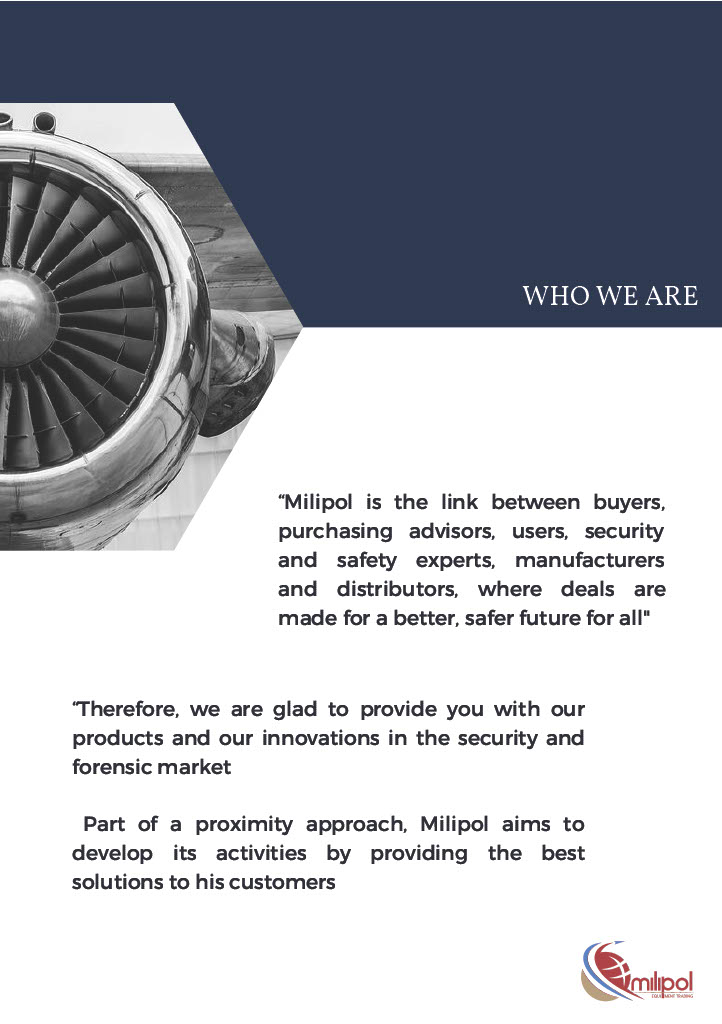 WHO WE ARE
“Milipol is the link between buyers,
purchasing advisors, users, security
and safety experts, manufacturers
and distributors, where deals are
made for a better, safer future for all"
“Therefore, we are glad to provide you with our
products and our innovations in the security and
forensic market
Part of a proximity approach, Milipol aims to
develop its activities by providing the best
solutions to his customers
milipol
EQUIPMENT TRADING